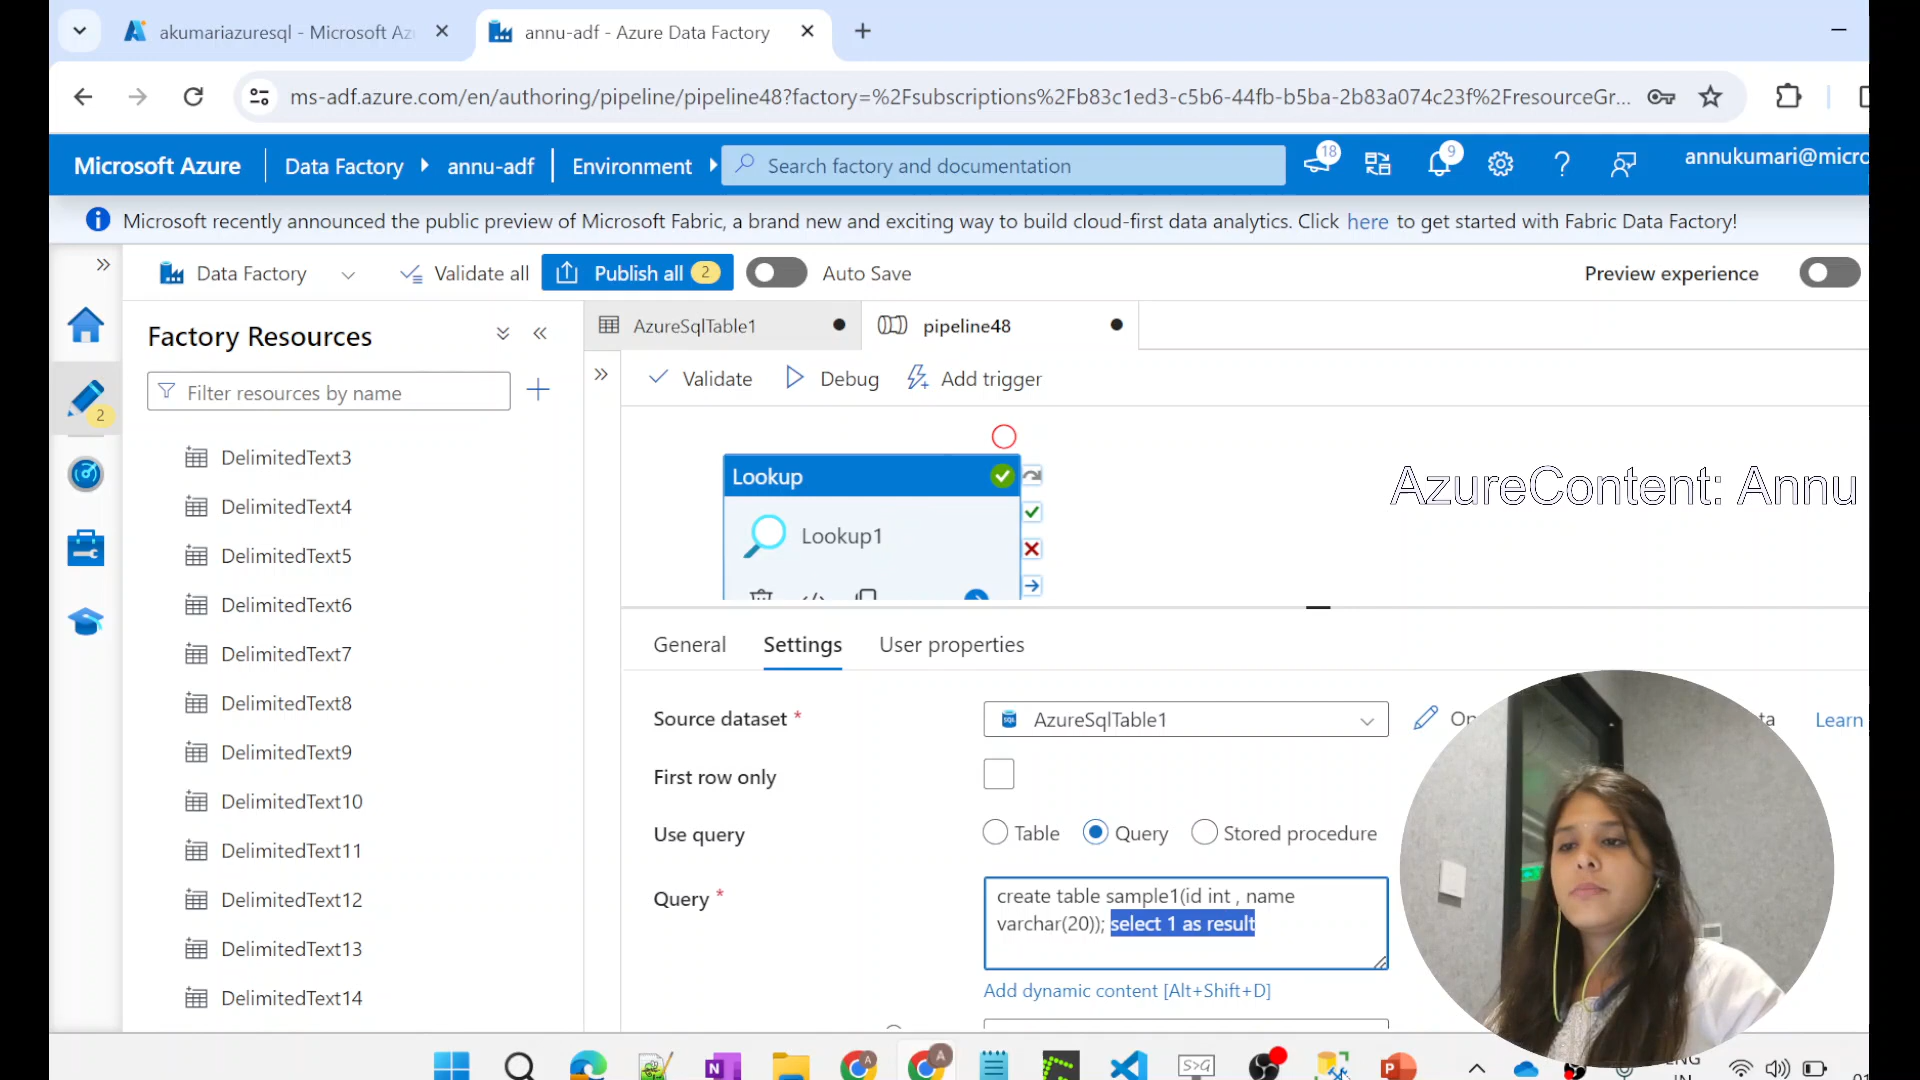 akumariazuresql - Microsoft Az
annu-adf - Azure Data Factory
ms-adf.azure.com/en/authoring/pipeline/pipeline48?factory=%2Fsubscriptions%2Fb83c1ed3-c5b6-44fb-b5ba-2b83a074c23f%2FresourceGr...
Microsoft Azure
Data Factory
annu-adf
Environment
Search factory and documentation
18
9
annukumari@micro
Microsoft recently announced the public preview of Microsoft Fabric, a brand new and exciting way to build cloud-first data analytics. Click here to get started with Fabric Data Factory!
Data Factory
Validate all
Publish all 2
Auto Save
Preview experience
Factory Resources
AzureSqlTable1
pipeline48
Filter resources by name
Validate
Debug
Add trigger
2
DelimitedText3
DelimitedText4
DelimitedText5
DelimitedText6
DelimitedText7
DelimitedText8
DelimitedText9
DelimitedText10
DelimitedText11
DelimitedText12
DelimitedText13
DelimitedText14
Lookup
Lookup1
AzureContent: Annu
General
Settings
User properties
Source dataset *
AzureSqlTable1
Learn
First row only
Use query
Table
Query
Stored procedure
Query *
create table sample1(id int , name
varchar(20)); select 1 as result
Add dynamic content [Alt+Shift+D]
ENG
IN